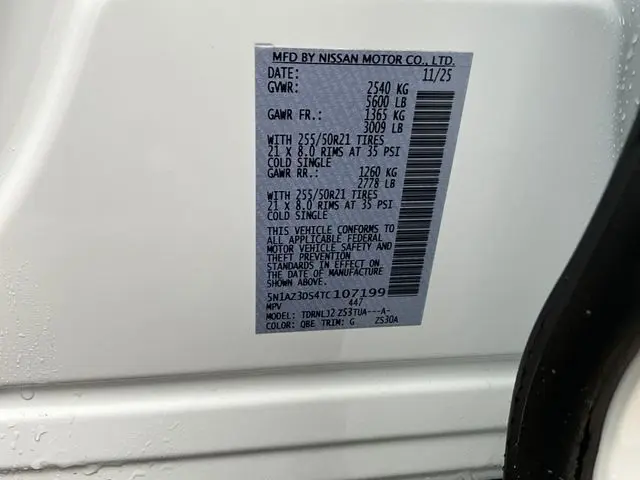 MFD BY NISSAN MOTOR CO., LTD.
DATE: 11/25
GVWR: 2540 KG
5600 LB
GAWR FR.: 1365 KG
3009 LB
WITH 255/50R21 TIRES
21 X 8.0 RIMS AT 35 PSI
COLD SINGLE
GAWR RR.: 1260 KG
2778 LB
WITH 255/50R21 TIRES
21 X 8.0 RIMS AT 35 PSI
COLD SINGLE
THIS VEHICLE CONFORMS TO
ALL APPLICABLE FEDERAL
MOTOR VEHICLE SAFETY AND
THEFT PREVENTION
STANDARDS IN EFFECT ON
THE DATE OF MANUFACTURE
SHOWN ABOVE.
5N1AZ3DS4TC107199
MPV 447
MODEL: TDRNLJ2 ZS3TUA---A-
COLOR: QBE TRIM: G ZS30A